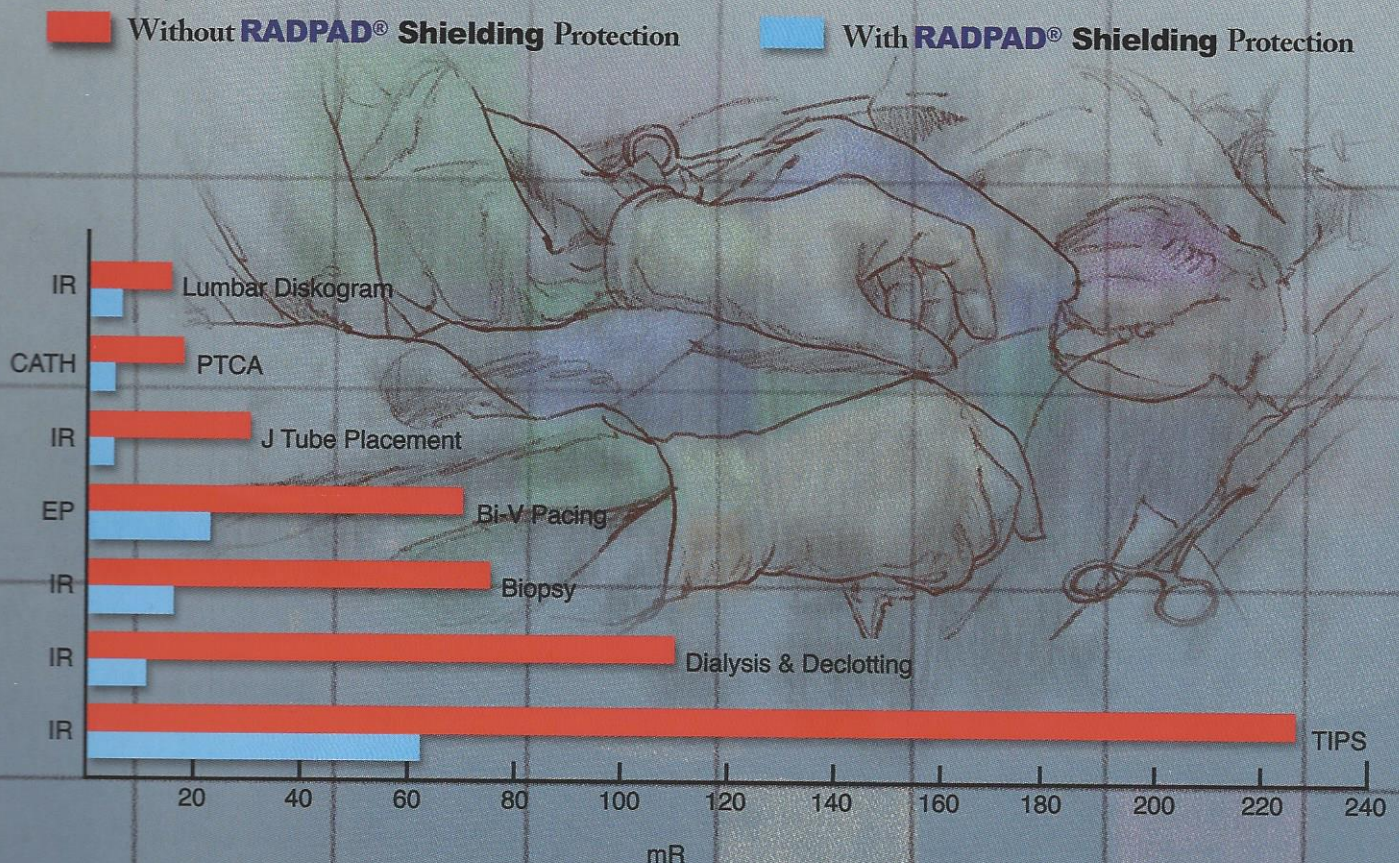 Without RADPAD® Shielding Protection
With RADPAD® Shielding Protection
IR Lumbar Diskogram
CATH PTCA
IR J Tube Placement
EP Bi-V Pacing
IR Biopsy
IR Dialysis & Declotting
IR TIPS
20 40 60 80 100 120 140 160 180 200 220 240
mR